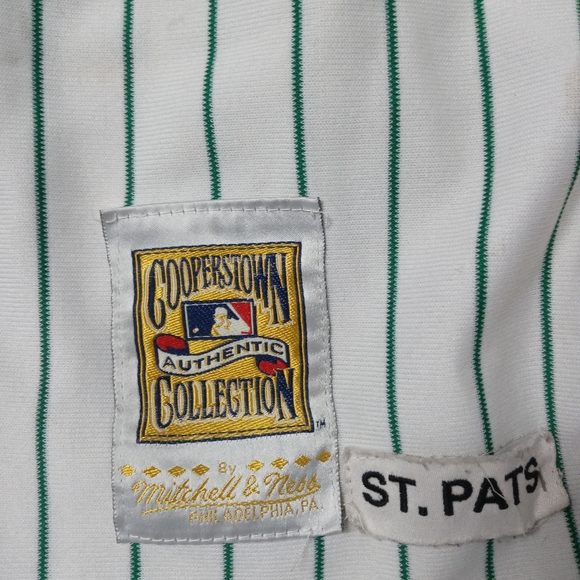 COOPERSTOWN
AUTHENTIC
COLLECTION
TM
By
Mitchell & Ness
PHILADELPHIA, PA.
ST. PATS